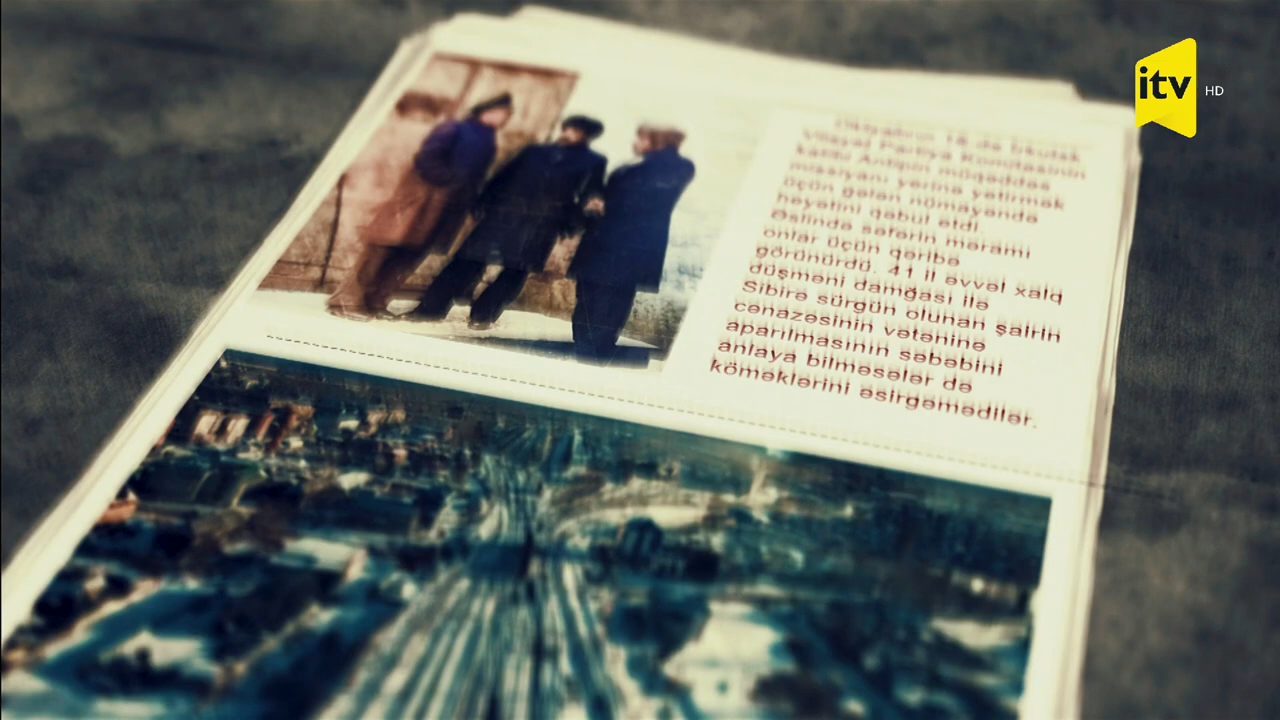 itv HD
Oktyabrın 16-da İrkutsk
Vilayət Partiya Komitəsinin
katibi Antipin müqəddəs
missiyanı yerinə yetirmək
üçün gələn nümayəndə
heyətini qəbul etdi.
Əslində səfərin məramı
onlar üçün qəribə
görünürdü. 41 il əvvəl xalq
düşməni damğası ilə
Sibirə sürgün olunan şairin
cənazəsinin vətəninə
aparılmasının səbəbini
anlaya bilməsələr də
köməklərini əsirgəmədilər.